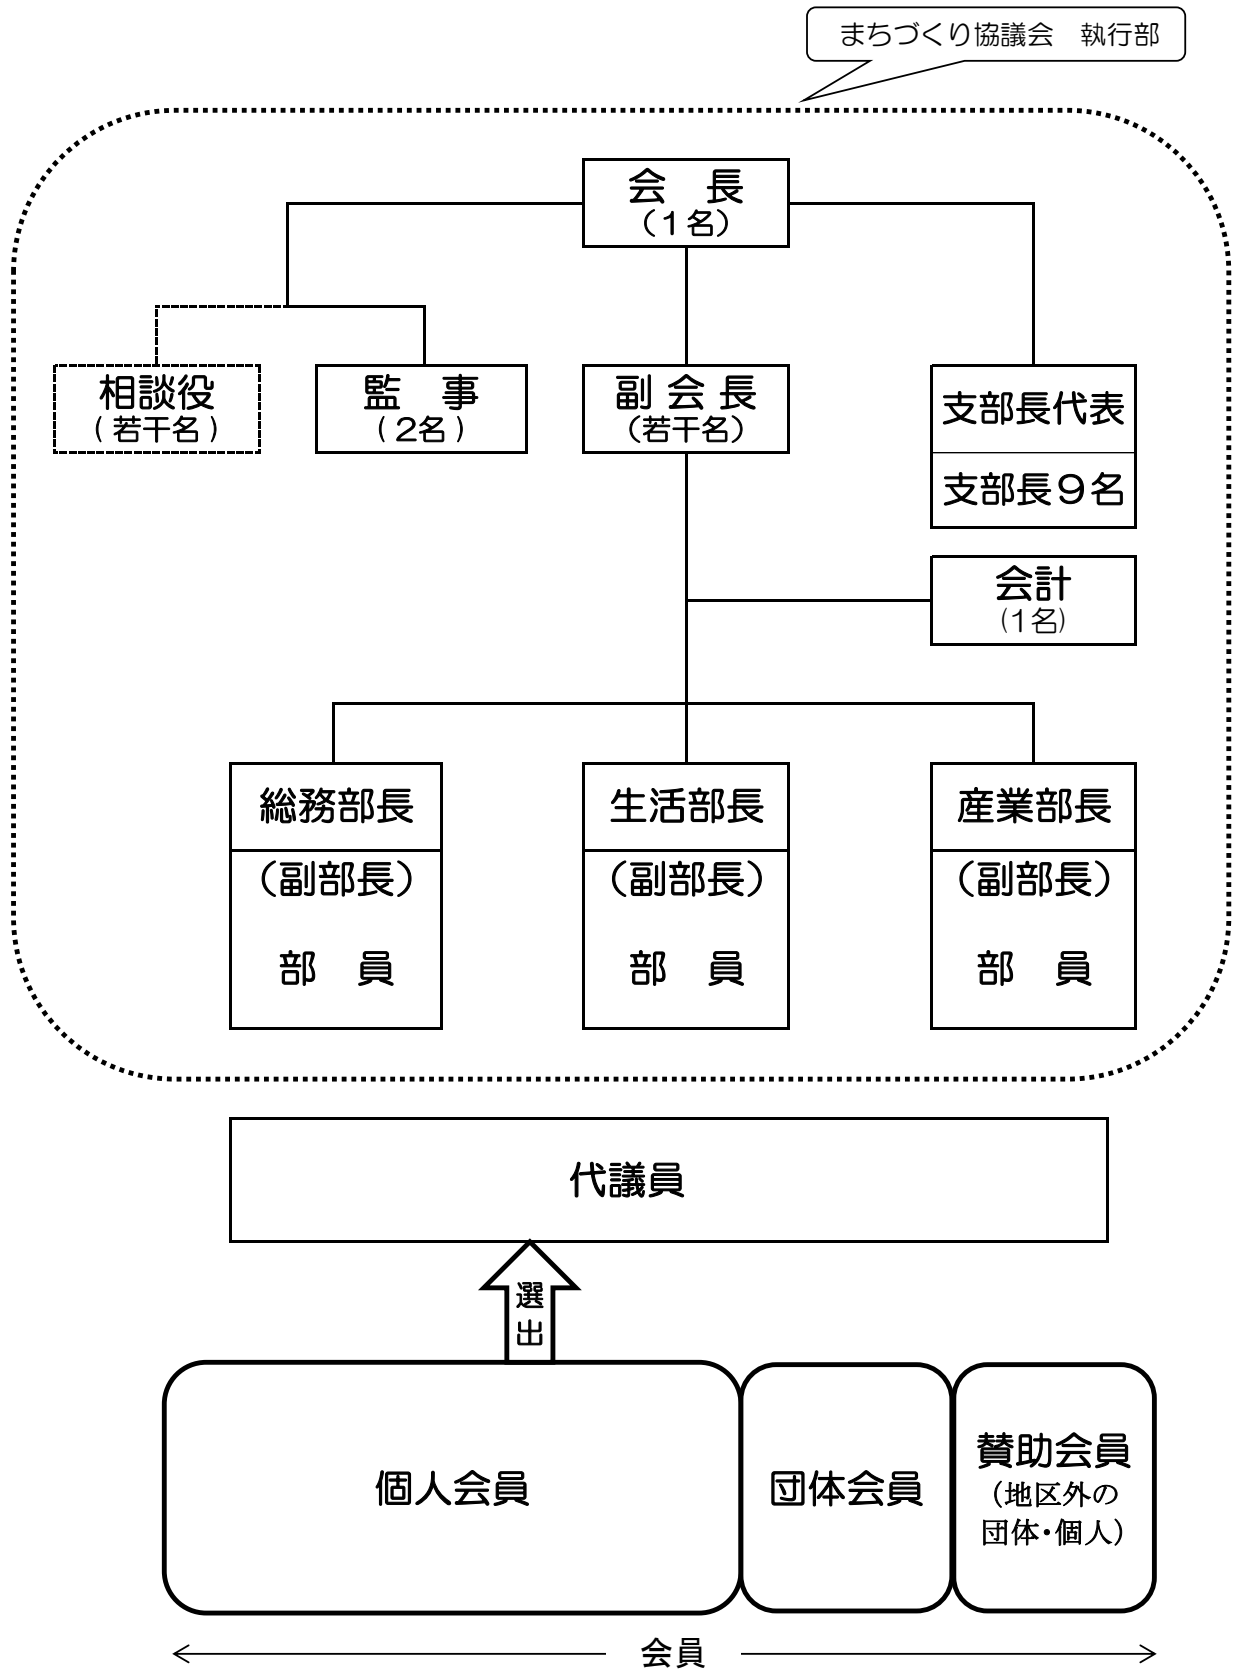 まちづくり協議会　執行部
会　長
（１名）
相談役
(若干名)
監　事
(２名)
副会長
（若干名）
支部長代表
支部長９名
会計
(1名)
総務部長
（副部長）
部　員
生活部長
（副部長）
部　員
産業部長
（副部長）
部　員
代議員
選
出
個人会員
団体会員
賛助会員
（地区外の
団体・個人）
会員